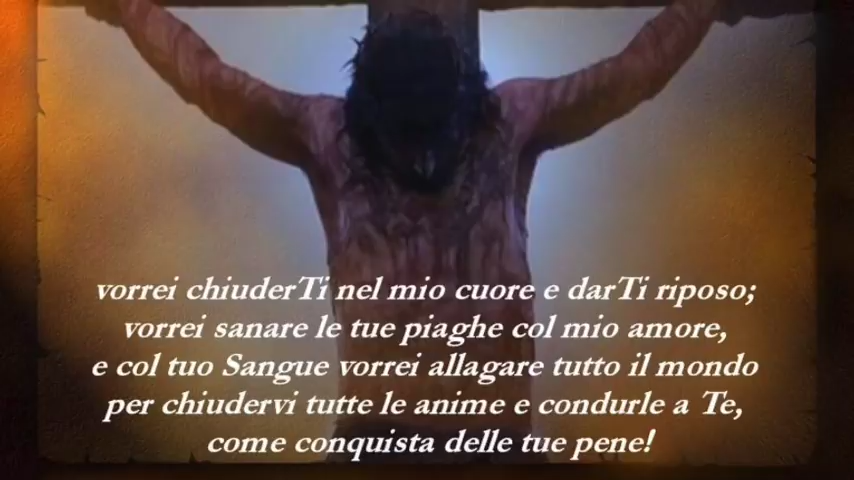 vorrei chiuderTi nel mio cuore e darTi riposo;
vorrei sanare le tue piaghe col mio amore,
e col tuo Sangue vorrei allagare tutto il mondo
per chiudervi tutte le anime e condurle a Te,
come conquista delle tue pene!